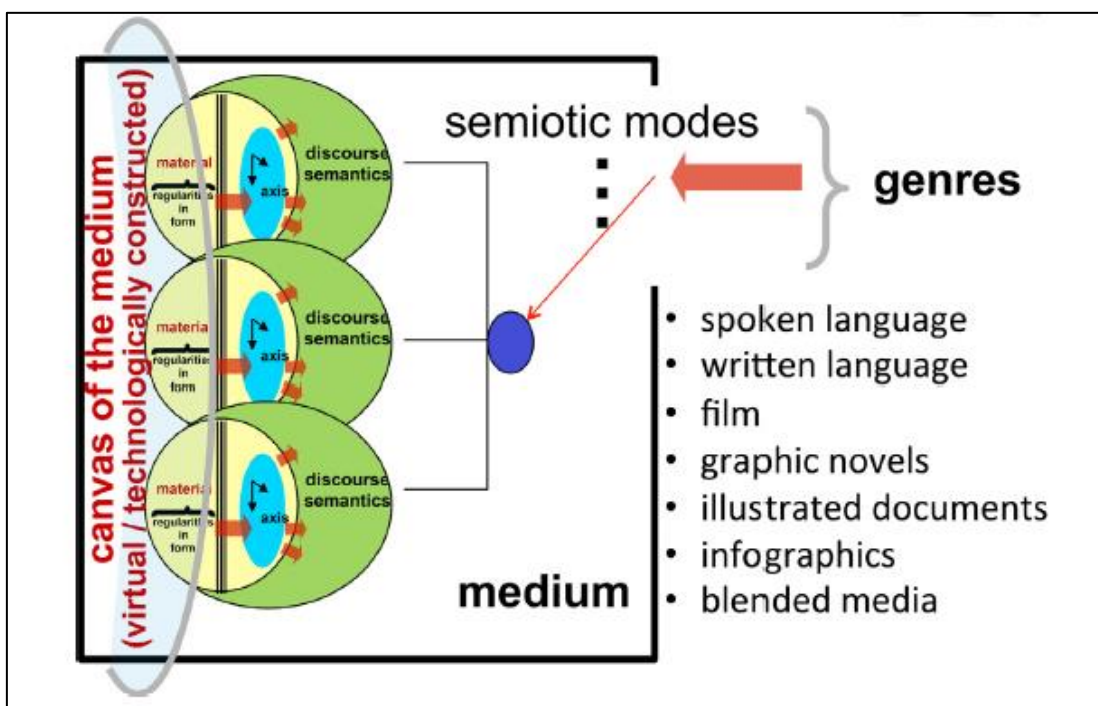 canvas of the medium
(virtual / technologically constructed)
material
regularities
in
form
axis
discourse
semantics
material
regularities
in
form
axis
discourse
semantics
material
regularities
in
form
axis
discourse
semantics
semiotic modes
genres
medium
• spoken language
• written language
• film
• graphic novels
• illustrated documents
• infographics
• blended media